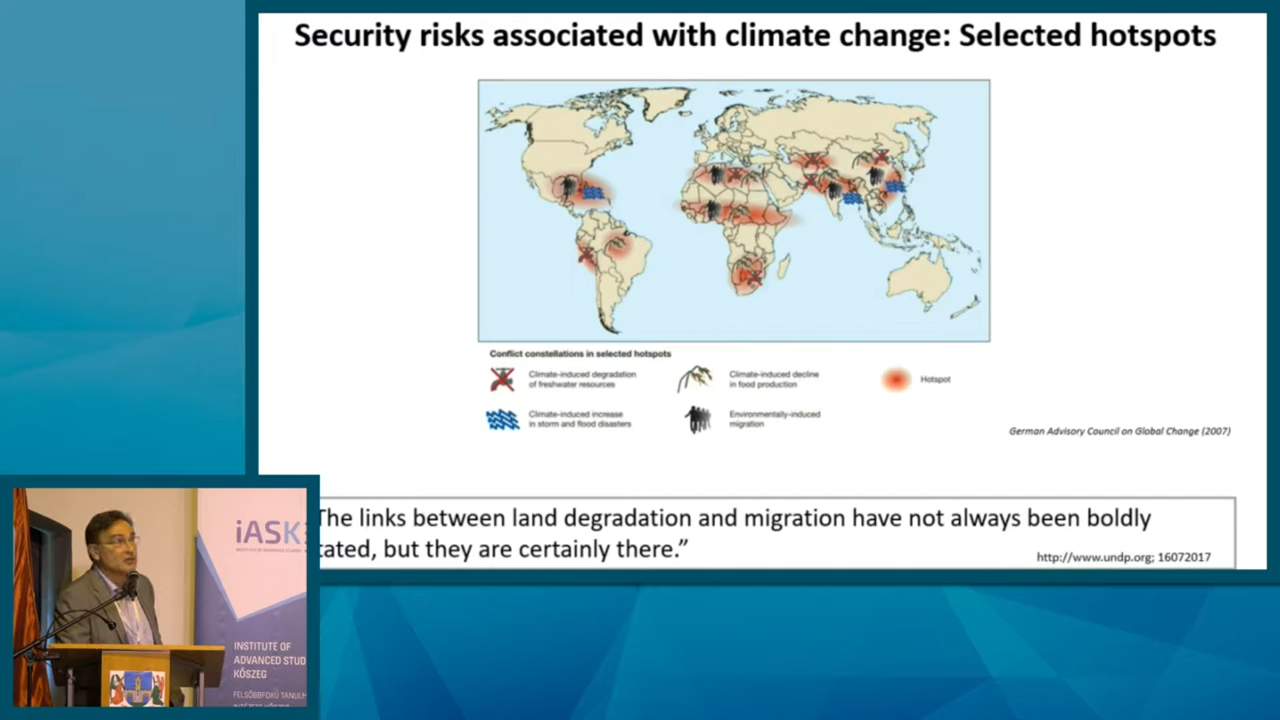 Security risks associated with climate change: Selected hotspots
Conflict constellations in selected hotspots
Climate-induced degradation
of freshwater resources
Climate-induced decline
in food production
Hotspot
Climate-induced increase
in storm and flood disasters
Environmentally-induced
migration
German Advisory Council on Global Change (2007)
The links between land degradation and migration have not always been boldly
tated, but they are certainly there.”
http://www.undp.org; 16072017
iASK
INSTITUTE OF
ADVANCED STUD
KŐSZEG
FELSŐBBFOKÚ TANULM